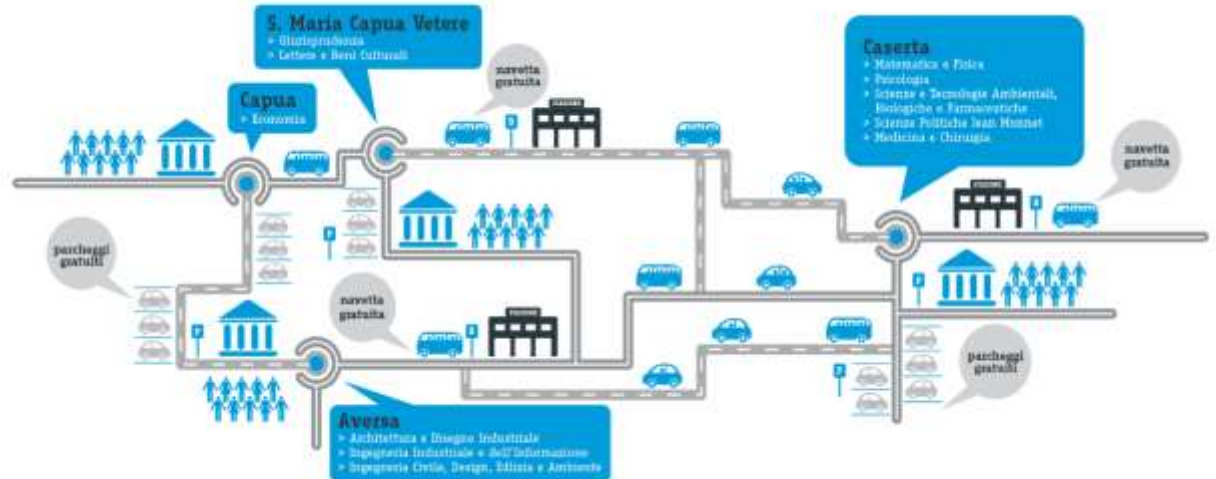 S. Maria Capua Vetere
> Giurisprudenza
> Lettere e Beni Culturali
Capua
> Economia
navetta
gratuita
Caserta
> Matematica e Fisica
> Psicologia
> Scienze e Tecnologie Ambientali,
Biologiche e Farmaceutiche
> Scienze Politiche Jean Monnet
> Medicina e Chirurgia
navetta
gratuita
parcheggi
gratuiti
navetta
gratuita
parcheggi
gratuiti
Aversa
> Architettura e Disegno Industriale
> Ingegneria Industriale e dell'Informazione
> Ingegneria Civile, Design, Edilizia e Ambiente
P
P
P
P